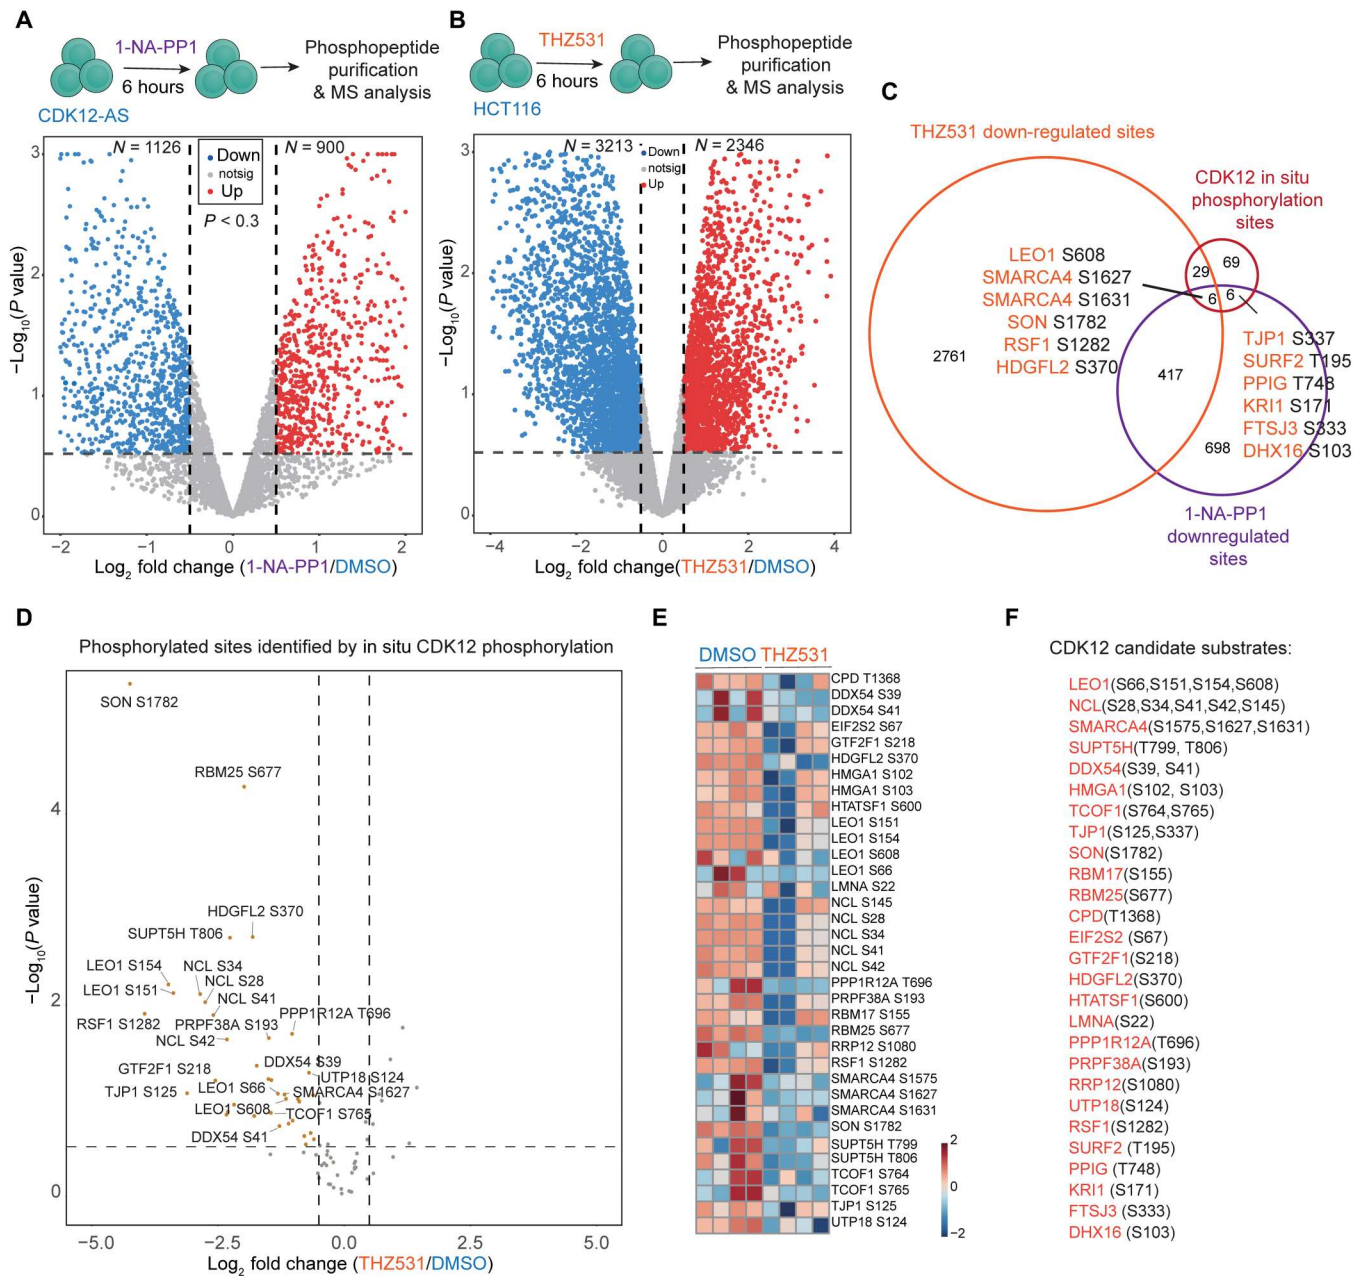 A
1-NA-PP1
6 hours
Phosphopeptide
purification
& MS analysis
CDK12-AS
N = 1126
N = 900
Down
notsig
Up
P < 0.3
3
2
1
0
−Log10(P value)
−2
−1
0
1
2
Log2 fold change (1-NA-PP1/DMSO)
B
THZ531
6 hours
Phosphopeptide
purification
& MS analysis
HCT116
N = 3213
N = 2346
Down
notsig
Up
3
2
1
0
−Log10(P value)
−4
−2
0
2
4
Log2 fold change(THZ531/DMSO)
C
THZ531 down-regulated sites
CDK12 in situ
phosphorylation
sites
LEO1 S608
SMARCA4 S1627
SMARCA4 S1631
SON S1782
RSF1 S1282
HDGFL2 S370
29
69
6
6
2761
417
698
TJP1 S337
SURF2 T195
PPIG T748
KRI1 S171
FTSJ3 S333
DHX16 S103
1-NA-PP1
downregulated
sites
D
Phosphorylated sites identified by in situ CDK12 phosphorylation
SON S1782
RBM25 S677
HDGFL2 S370
SUPT5H T806
LEO1 S154
NCL S34
NCL S28
LEO1 S151
NCL S41
RSF1 S1282
PRPF38A S193
PPP1R12A T696
NCL S42
DDX54 S39
GTF2F1 S218
UTP18 S124
TJP1 S125
LEO1 S66
SMARCA4 S1627
LEO1 S608
TCOF1 S765
DDX54 S41
4
2
0
−Log10(P value)
−5.0
−2.5
0.0
2.5
5.0
Log2 fold change (THZ531/DMSO)
E
DMSO THZ531
CPD T1368
DDX54 S39
DDX54 S41
EIF2S2 S67
GTF2F1 S218
HDGFL2 S370
HMGA1 S102
HMGA1 S103
HTATSF1 S600
LEO1 S151
LEO1 S154
LEO1 S608
LEO1 S66
LMNA S22
NCL S145
NCL S28
NCL S34
NCL S41
NCL S42
PPP1R12A T696
PRPF38A S193
RBM17 S155
RBM25 S677
RRP12 S1080
RSF1 S1282
SMARCA4 S1575
SMARCA4 S1627
SMARCA4 S1631
SON S1782
SUPT5H T799
SUPT5H T806
TCOF1 S764
TCOF1 S765
TJP1 S125
UTP18 S124
2
0
−2
F
CDK12 candidate substrates:
LEO1(S66,S151,S154,S608)
NCL(S28,S34,S41,S42,S145)
SMARCA4(S1575,S1627,S1631)
SUPT5H(T799, T806)
DDX54(S39, S41)
HMGA1(S102, S103)
TCOF1(S764,S765)
TJP1(S125,S337)
SON(S1782)
RBM17(S155)
RBM25(S677)
CPD(T1368)
EIF2S2 (S67)
GTF2F1(S218)
HDGFL2(S370)
HTATSF1(S600)
LMNA(S22)
PPP1R12A(T696)
PRPF38A(S193)
RRP12(S1080)
UTP18(S124)
RSF1(S1282)
SURF2 (T195)
PPIG (T748)
KRI1 (S171)
FTSJ3 (S333)
DHX16 (S103)